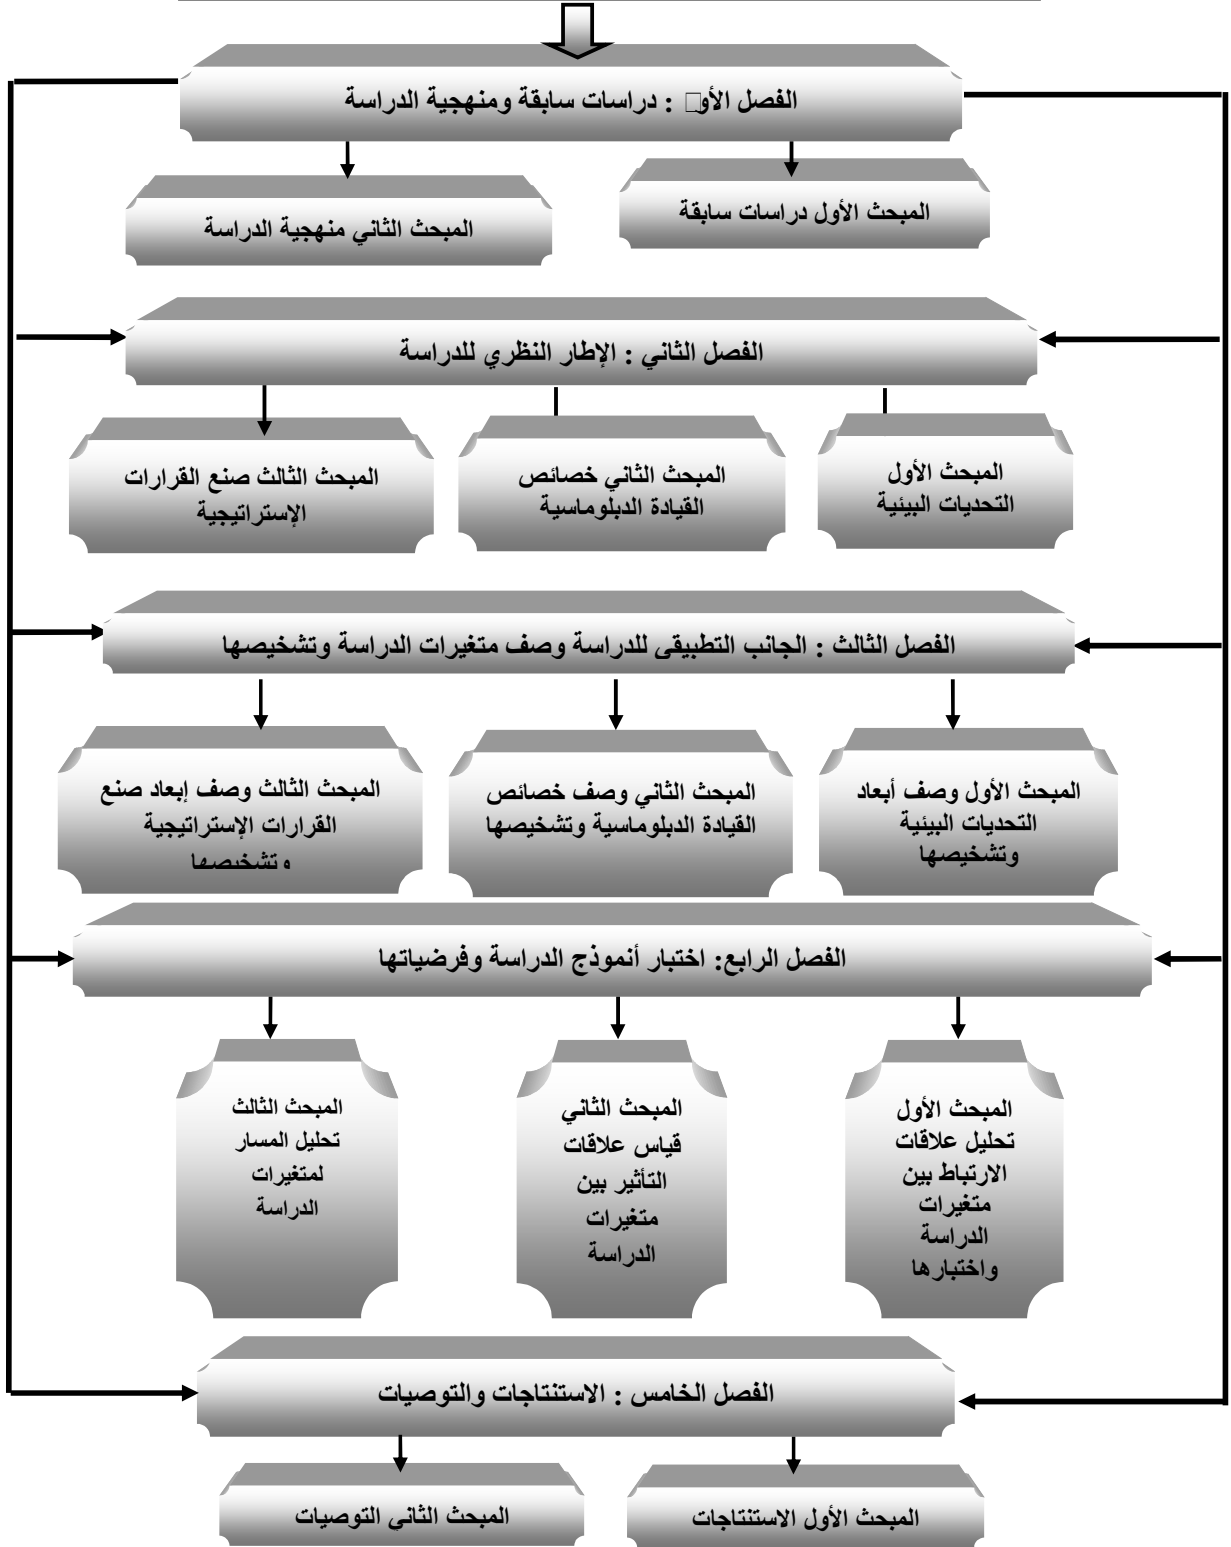 الفصل الأو□ : دراسات سابقة ومنهجية الدراسة
المبحث الأول دراسات سابقة
المبحث الثاني منهجية الدراسة
الفصل الثاني : الإطار النظري للدراسة
المبحث الأول
التحديات البيئية
المبحث الثاني خصائص
القيادة الدبلوماسية
المبحث الثالث صنع القرارات
الإستراتيجية
الفصل الثالث : الجانب التطبيقي للدراسة وصف متغيرات الدراسة وتشخيصها
المبحث الأول وصف أبعاد
التحديات البيئية
وتشخيصها
المبحث الثاني وصف خصائص
القيادة الدبلوماسية وتشخيصها
المبحث الثالث وصف إبعاد صنع
القرارات الإستراتيجية
وتشخيصها
الفصل الرابع: اختبار أنموذج الدراسة وفرضياتها
المبحث الأول
تحليل علاقات
الارتباط بين
متغيرات
الدراسة
واختبارها
المبحث الثاني
قياس علاقات
التأثير بين
متغيرات
الدراسة
المبحث الثالث
تحليل المسار
لمتغيرات
الدراسة
الفصل الخامس : الاستنتاجات والتوصيات
المبحث الأول الاستنتاجات
المبحث الثاني التوصيات